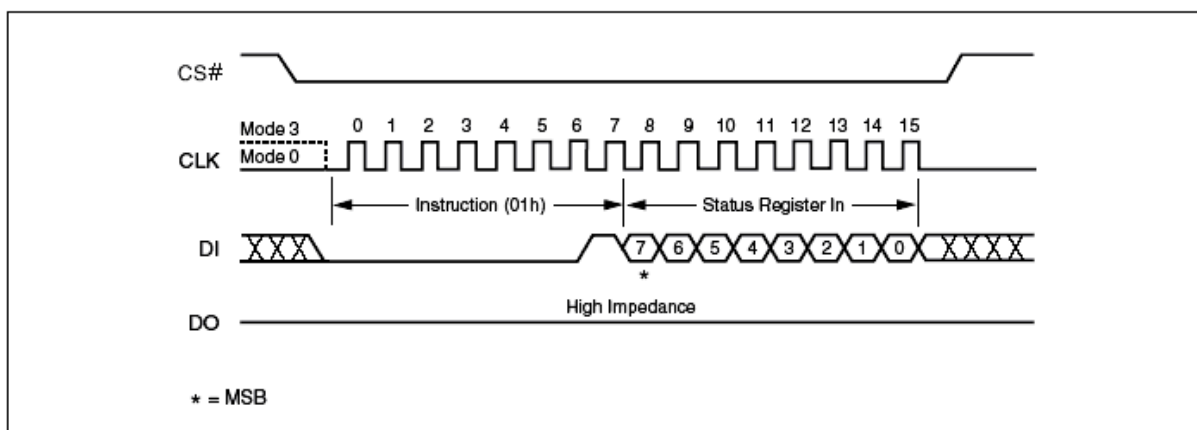 CS#
Mode 3
0 1 2 3 4 5 6 7 8 9 10 11 12 13 14 15
CLK
Mode 0
Instruction (01h)
Status Register In
DI
7 6 5 4 3 2 1 0
*
High Impedance
DO
* = MSB